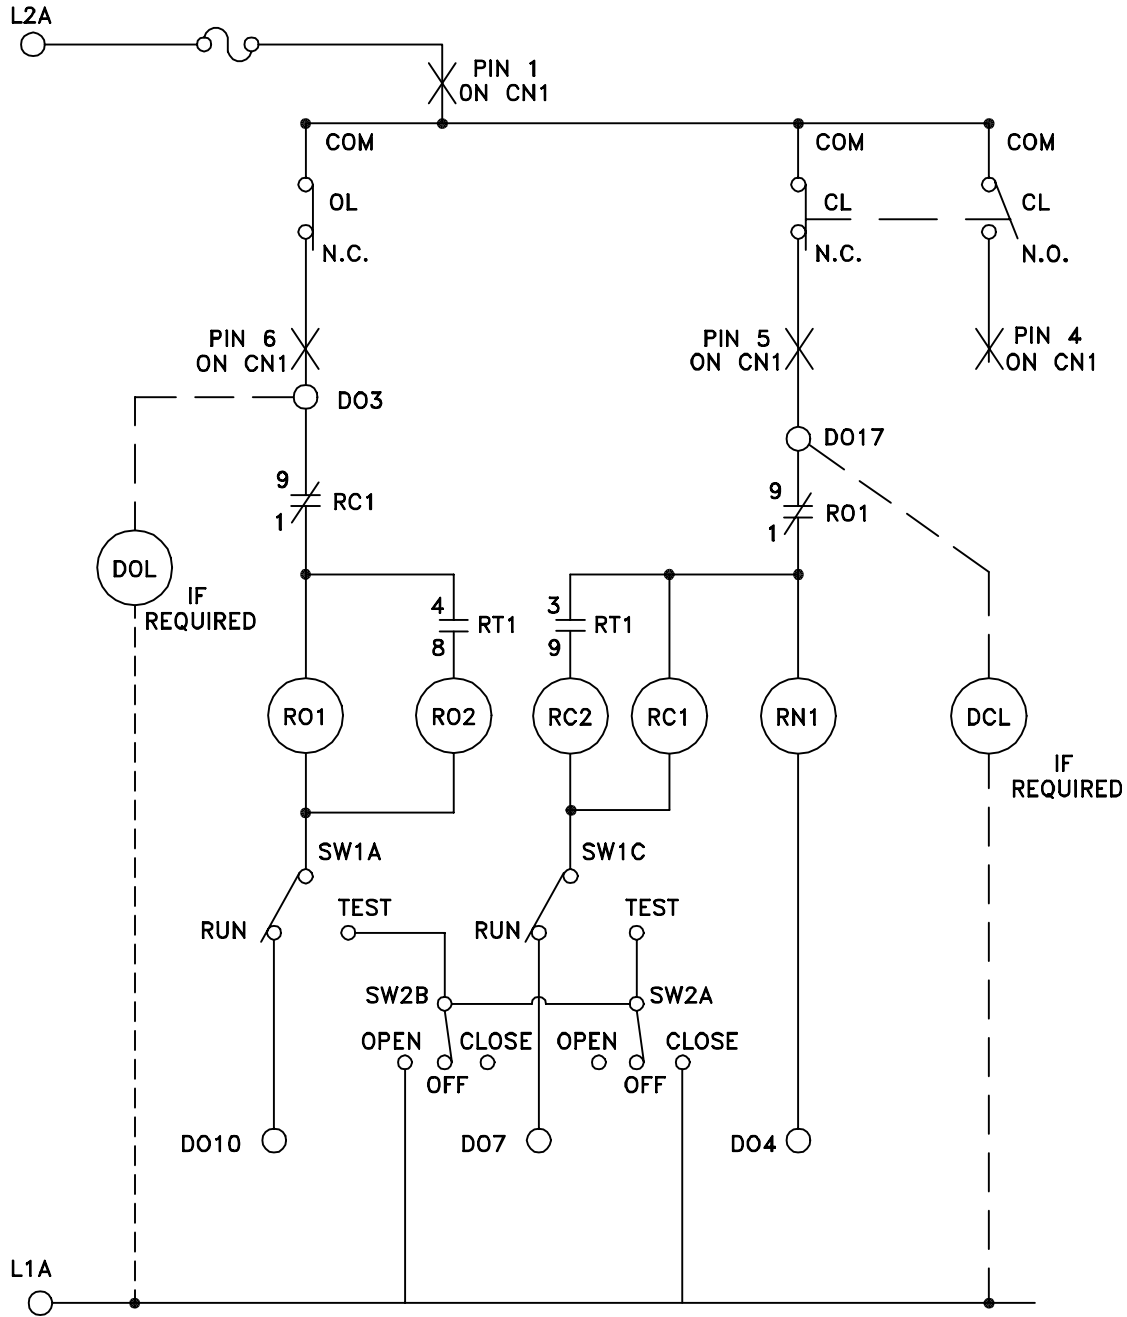 L2A
PIN 1
ON CN1
COM
COM
COM
OL
CL
CL
N.C.
N.C.
N.O.
PIN 6
ON CN1
PIN 5
ON CN1
PIN 4
ON CN1
DO3
DO17
9
RC1
1
9
RO1
1
DOL
IF
REQUIRED
4
RT1
8
3
RT1
9
RO1
RO2
RC2
RC1
RN1
DCL
IF
REQUIRED
SW1A
SW1C
RUN
TEST
RUN
TEST
SW2B
SW2A
OPEN
CLOSE
OPEN
CLOSE
OFF
OFF
DO10
DO7
DO4
L1A